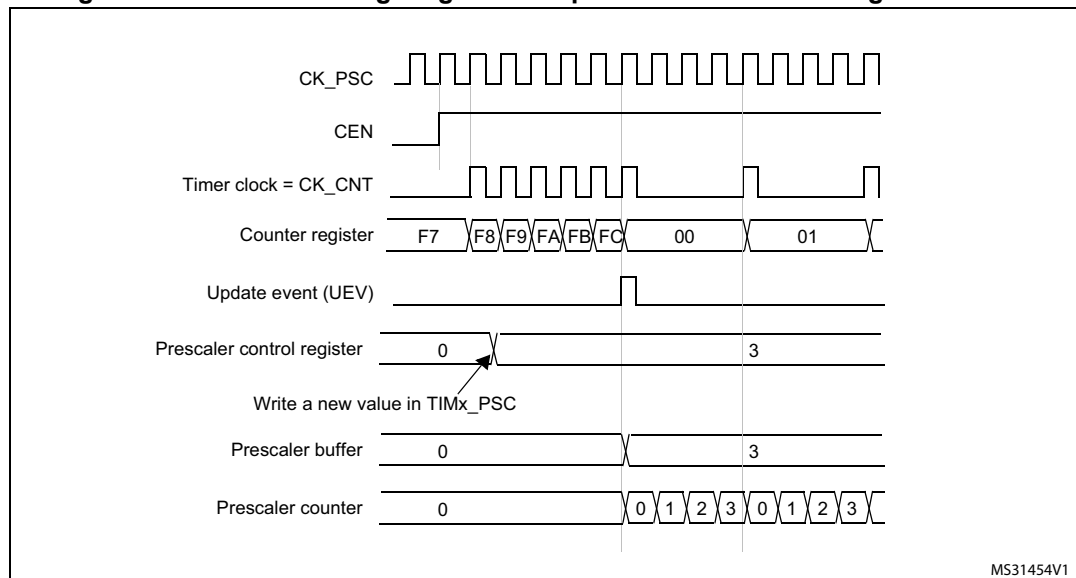 CK_PSC
CEN
Timer clock = CK_CNT
Counter register F7 F8 F9 FA FB FC 00 01
Update event (UEV)
Prescaler control register 0 3
Write a new value in TIMx_PSC
Prescaler buffer 0 3
Prescaler counter 0 0 1 2 3 0 1 2 3
MS31454V1